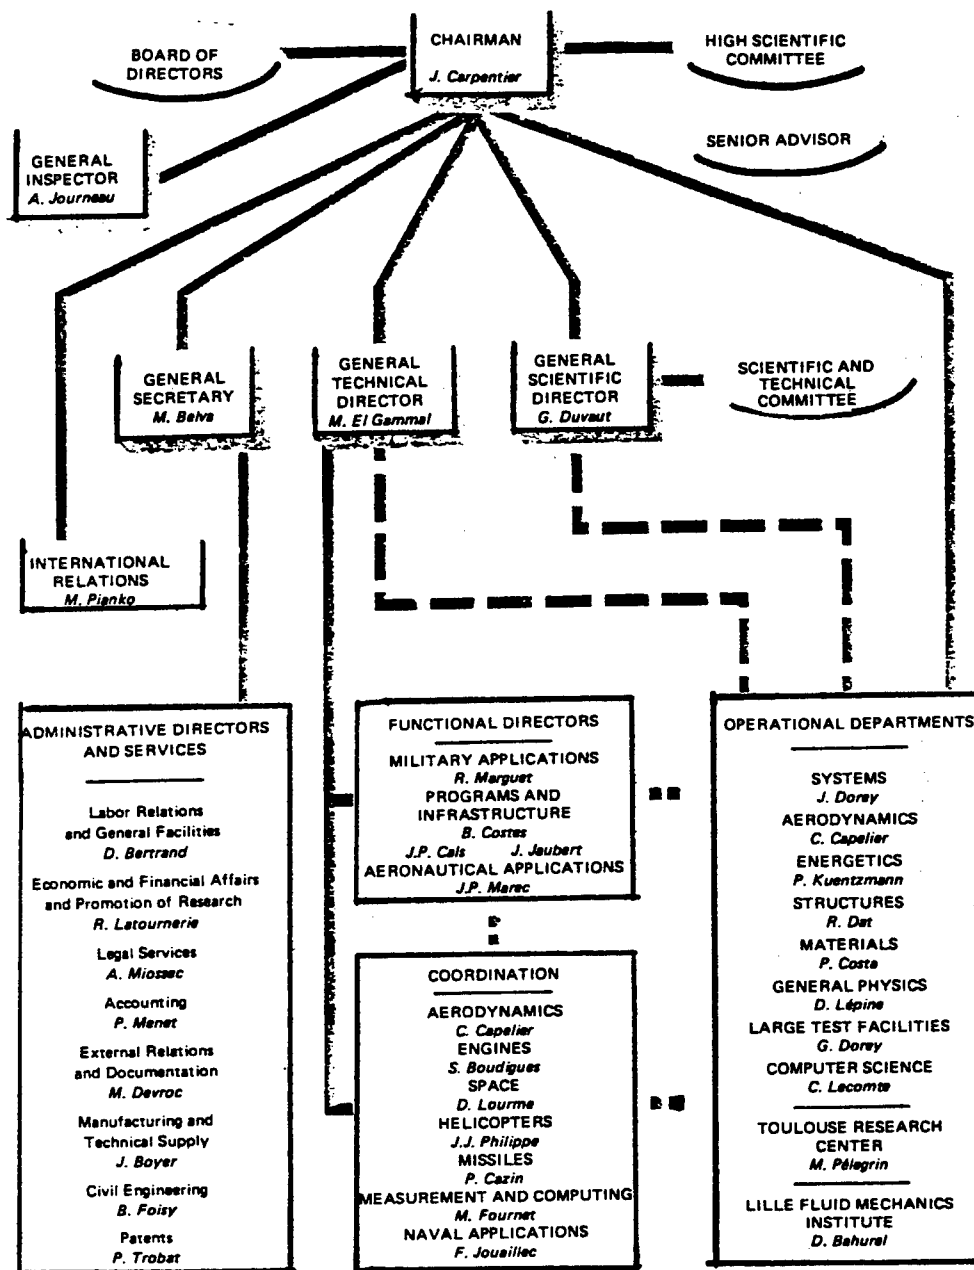 BOARD OF
DIRECTORS
CHAIRMAN
J. Carpentier
HIGH SCIENTIFIC
COMMITTEE
SENIOR ADVISOR
GENERAL
INSPECTOR
A. Journeau
GENERAL
SECRETARY
M. Belva
GENERAL
TECHNICAL
DIRECTOR
M. El Gammal
GENERAL
SCIENTIFIC
DIRECTOR
G. Duvaut
SCIENTIFIC AND
TECHNICAL
COMMITTEE
INTERNATIONAL
RELATIONS
M. Pianko
ADMINISTRATIVE DIRECTORS
AND SERVICES
Labor Relations
and General Facilities
D. Bertrand
Economic and Financial Affairs
and Promotion of Research
R. Latournerie
Legal Services
A. Miossec
Accounting
P. Menet
External Relations
and Documentation
M. Devroc
Manufacturing and
Technical Supply
J. Boyer
Civil Engineering
B. Foisy
Patents
P. Trobat
FUNCTIONAL DIRECTORS
MILITARY APPLICATIONS
R. Marguet
PROGRAMS AND
INFRASTRUCTURE
B. Costes
J.P. Cals J. Jaubert
AERONAUTICAL APPLICATIONS
J.P. Marec
COORDINATION
AERODYNAMICS
C. Capelier
ENGINES
S. Boudigues
SPACE
D. Lourme
HELICOPTERS
J.J. Philippe
MISSILES
P. Cazin
MEASUREMENT AND COMPUTING
M. Fournet
NAVAL APPLICATIONS
F. Jouaillec
OPERATIONAL DEPARTMENTS
SYSTEMS
J. Dorey
AERODYNAMICS
C. Capelier
ENERGETICS
P. Kuentzmann
STRUCTURES
R. Dat
MATERIALS
P. Costa
GENERAL PHYSICS
D. Lépine
LARGE TEST FACILITIES
G. Dorey
COMPUTER SCIENCE
C. Lecomte
TOULOUSE RESEARCH
CENTER
M. Pélegrin
LILLE FLUID MECHANICS
INSTITUTE
D. Bahurel